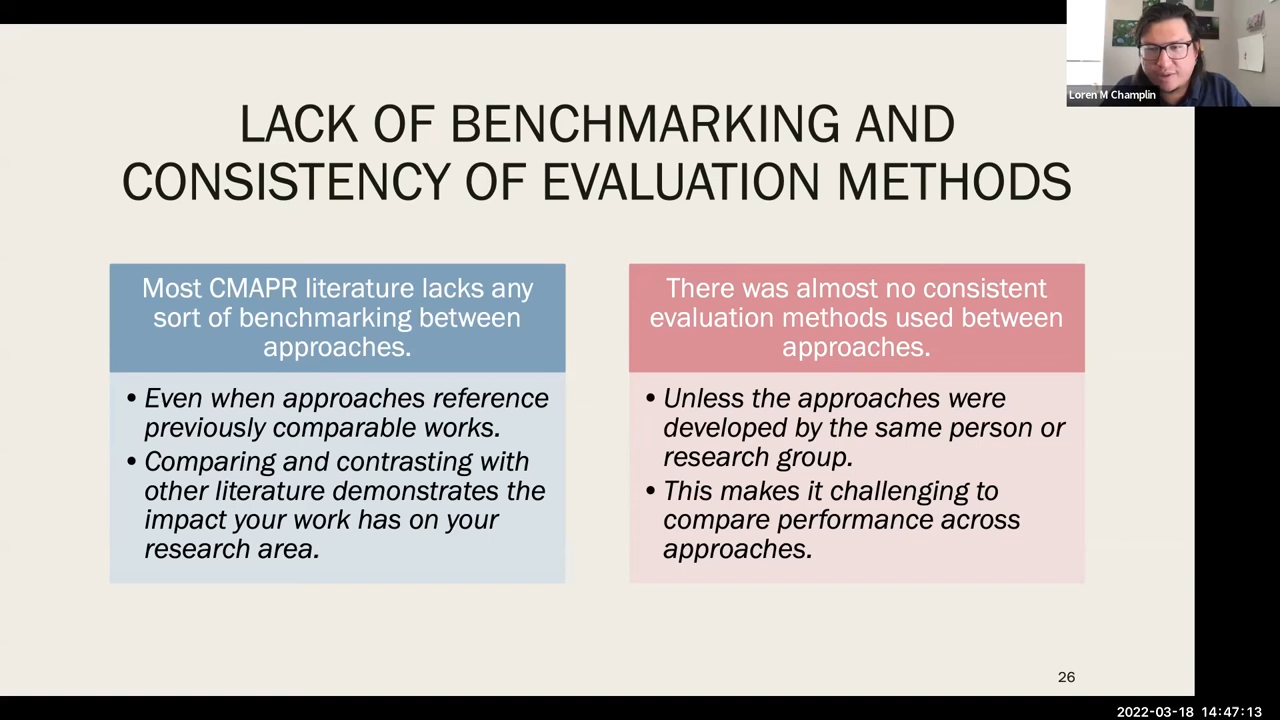 Loren M Champlin
LACK OF BENCHMARKING AND
CONSISTENCY OF EVALUATION METHODS
Most CMAPR literature lacks any
sort of benchmarking between
approaches.
• Even when approaches reference
previously comparable works.
• Comparing and contrasting with
other literature demonstrates the
impact your work has on your
research area.
There was almost no consistent
evaluation methods used between
approaches.
• Unless the approaches were
developed by the same person or
research group.
• This makes it challenging to
compare performance across
approaches.
26
2022-03-18 14:47:13